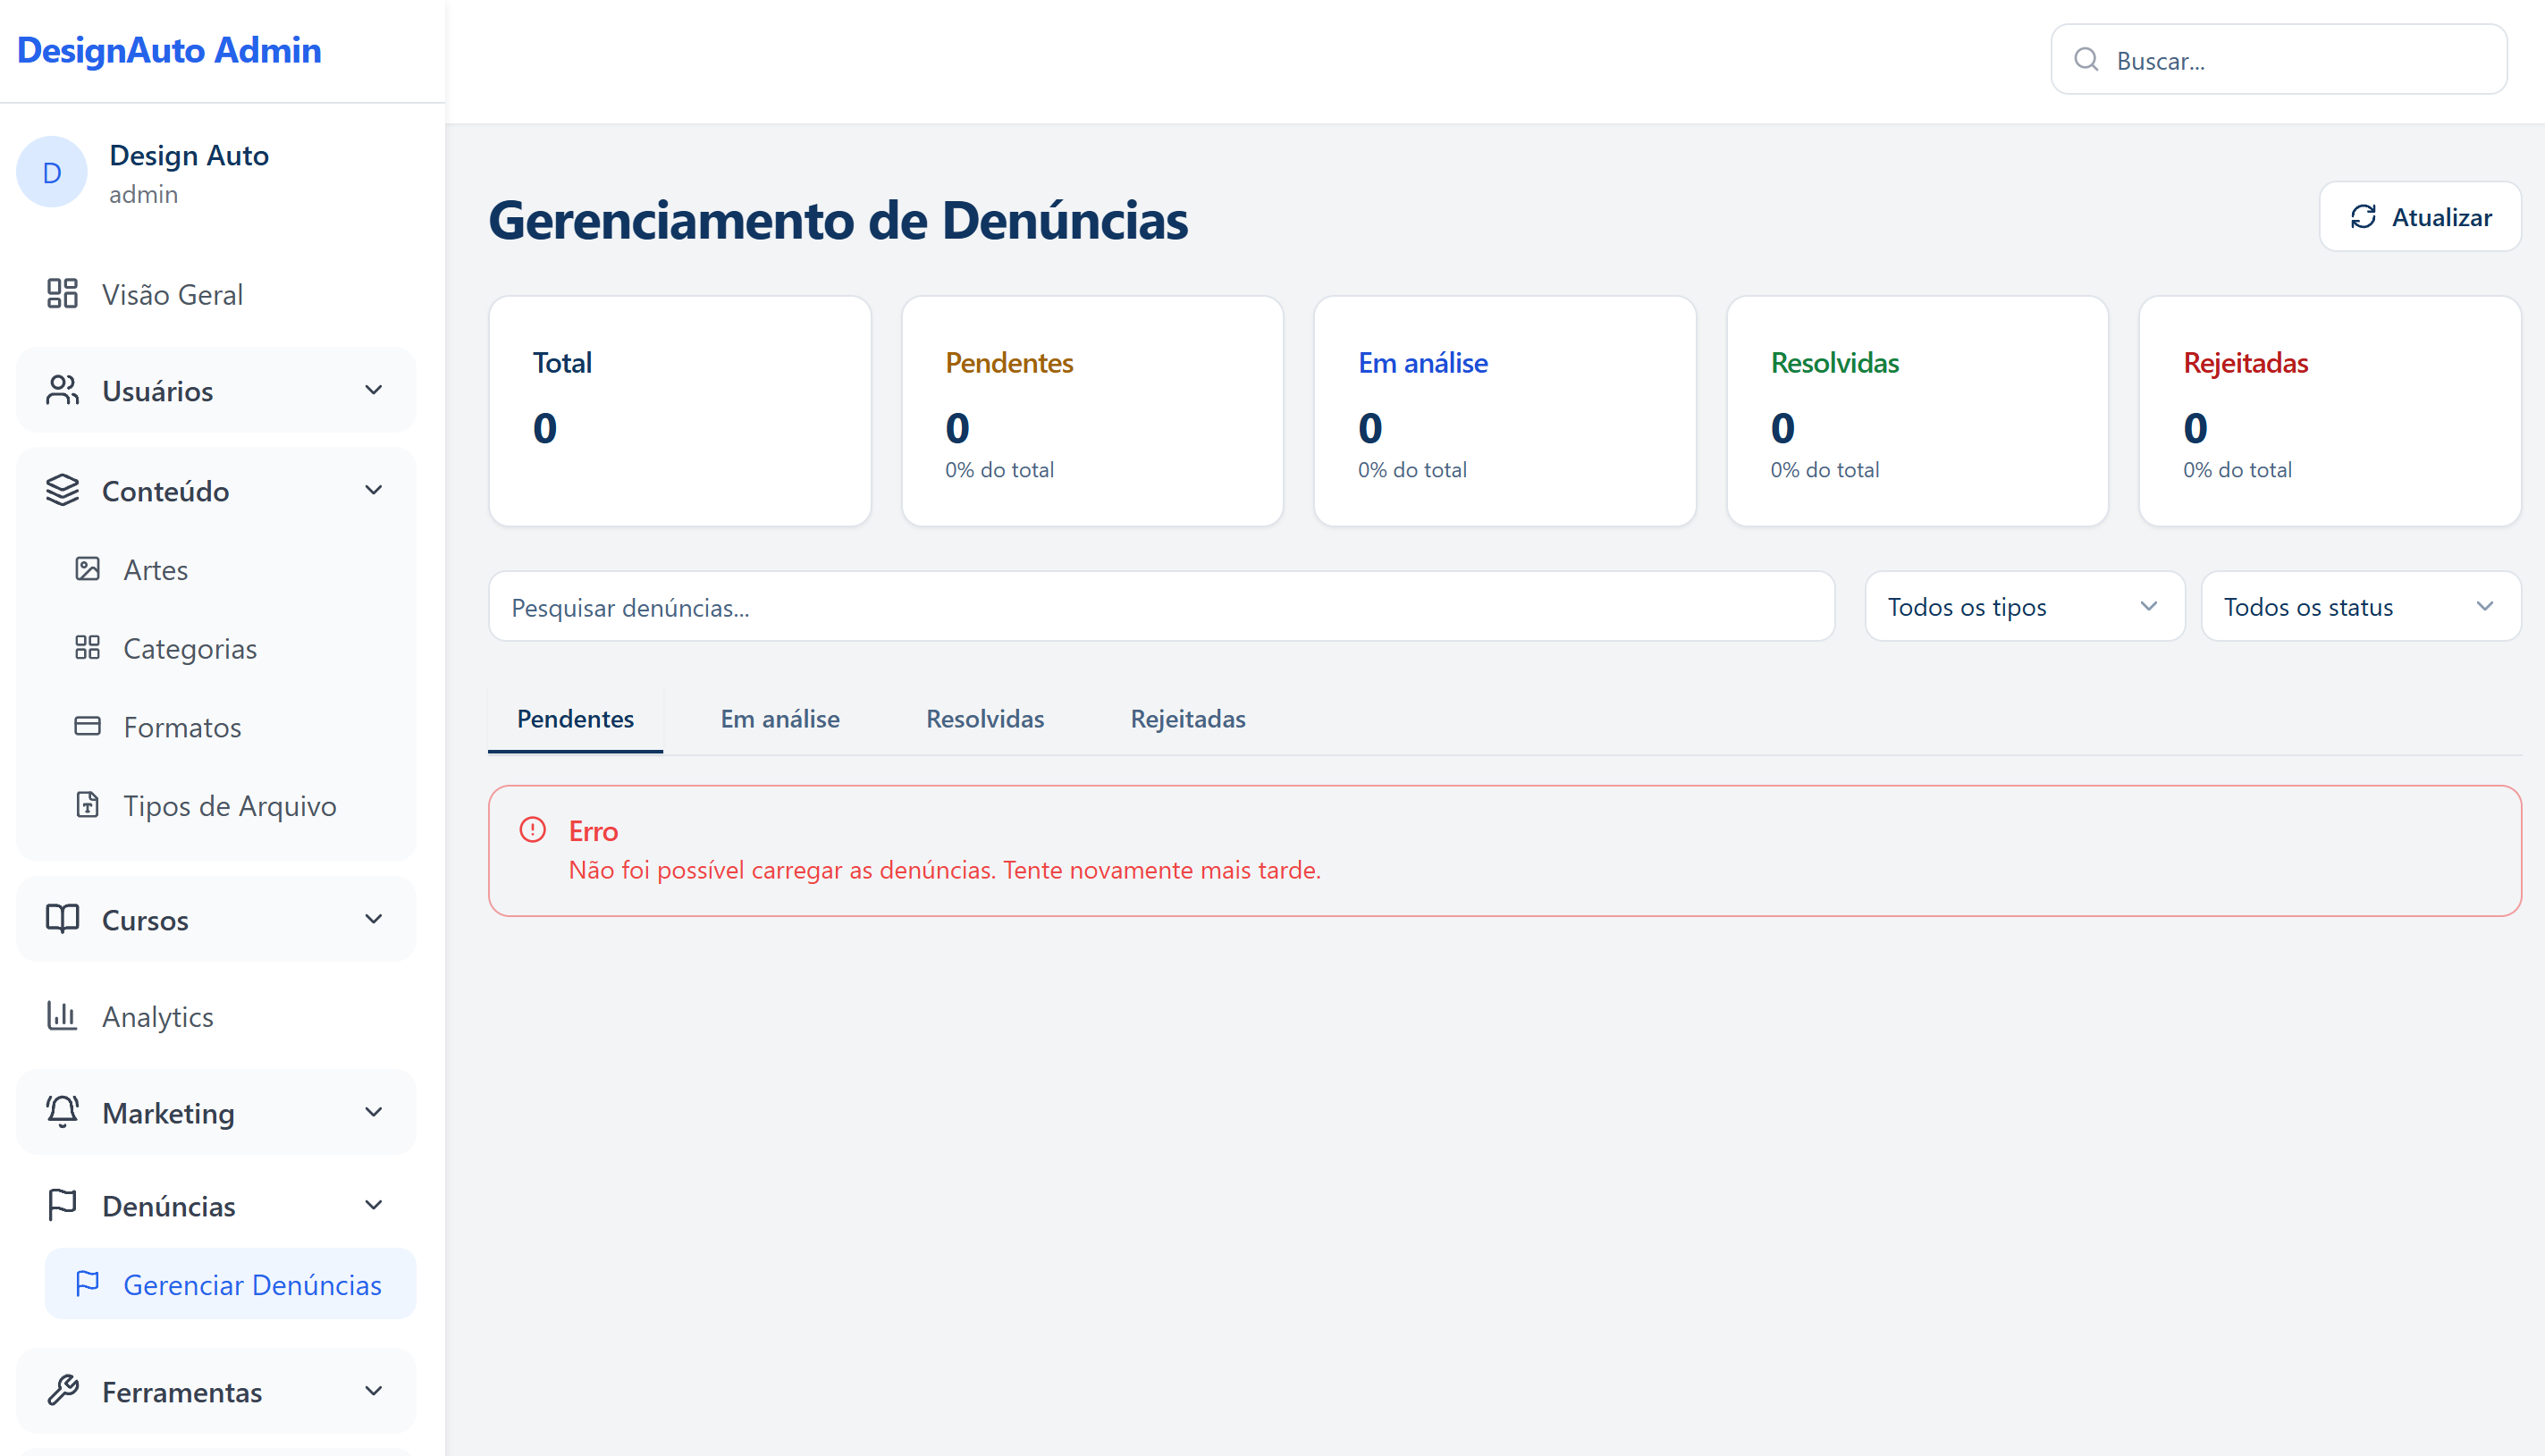 DesignAuto Admin
D
Design Auto
admin
Visão Geral
Usuários
Conteúdo
Artes
Categorias
Formatos
Tipos de Arquivo
Cursos
Analytics
Marketing
Denúncias
Gerenciar Denúncias
Ferramentas
Buscar...
Gerenciamento de Denúncias
Atualizar
Total
0
Pendentes
0
0% do total
Em análise
0
0% do total
Resolvidas
0
0% do total
Rejeitadas
0
0% do total
Pesquisar denúncias...
Todos os tipos
Todos os status
Pendentes
Em análise
Resolvidas
Rejeitadas
Erro
Não foi possível carregar as denúncias. Tente novamente mais tarde.